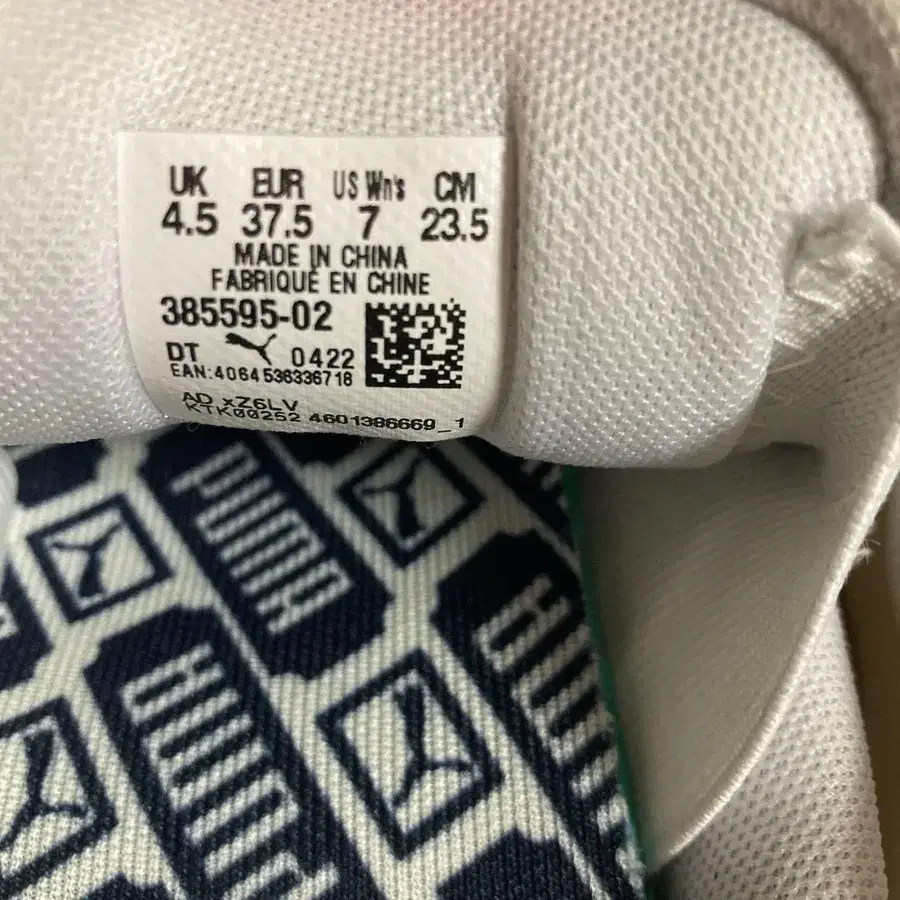 UK EUR US Wn's CM
4.5 37.5 7 23.5
MADE IN CHINA
FABRIQUÉ EN CHINE
385595-02
DT 0422
EAN:4064536336718
AD xZ6LV
KTK00252 4601386669_1
PUMA
PUMA
PUMA